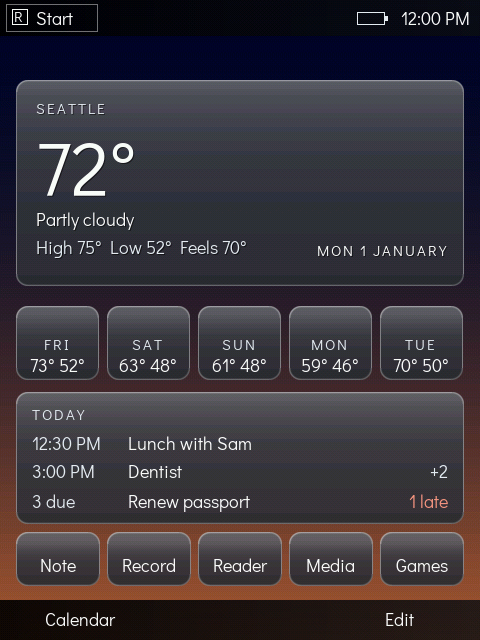 R Start 12:00 PM
SEATTLE
72°
Partly cloudy
High 75° Low 52° Feels 70°
MON 1 JANUARY
FRI SAT SUN MON TUE
73° 52° 63° 48° 61° 48° 59° 46° 70° 50°
TODAY
12:30 PM Lunch with Sam
3:00 PM Dentist +2
3 due Renew passport 1 late
Note Record Reader Media Games
Calendar Edit